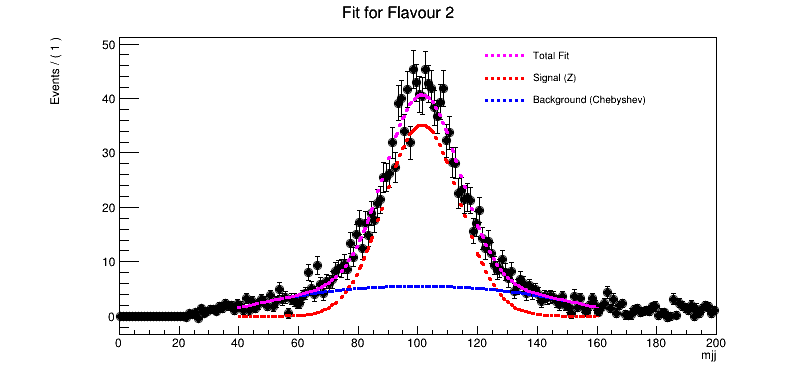 Fit for Flavour 2
Events / ( 1 )
50
40
30
20
10
0
Total Fit
Signal (Z)
Background (Chebyshev)
0 20 40 60 80 100 120 140 160 180 200
mjj